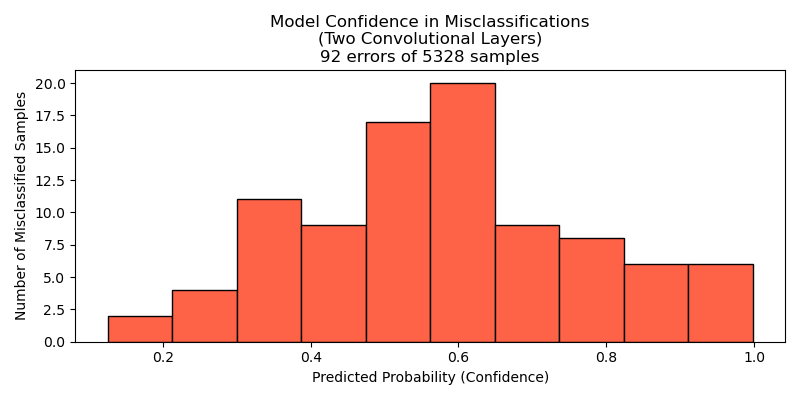 Model Confidence in Misclassifications
(Two Convolutional Layers)
92 errors of 5328 samples
Number of Misclassified Samples
20.0
17.5
15.0
12.5
10.0
7.5
5.0
2.5
0.0
0.2 0.4 0.6 0.8 1.0
Predicted Probability (Confidence)